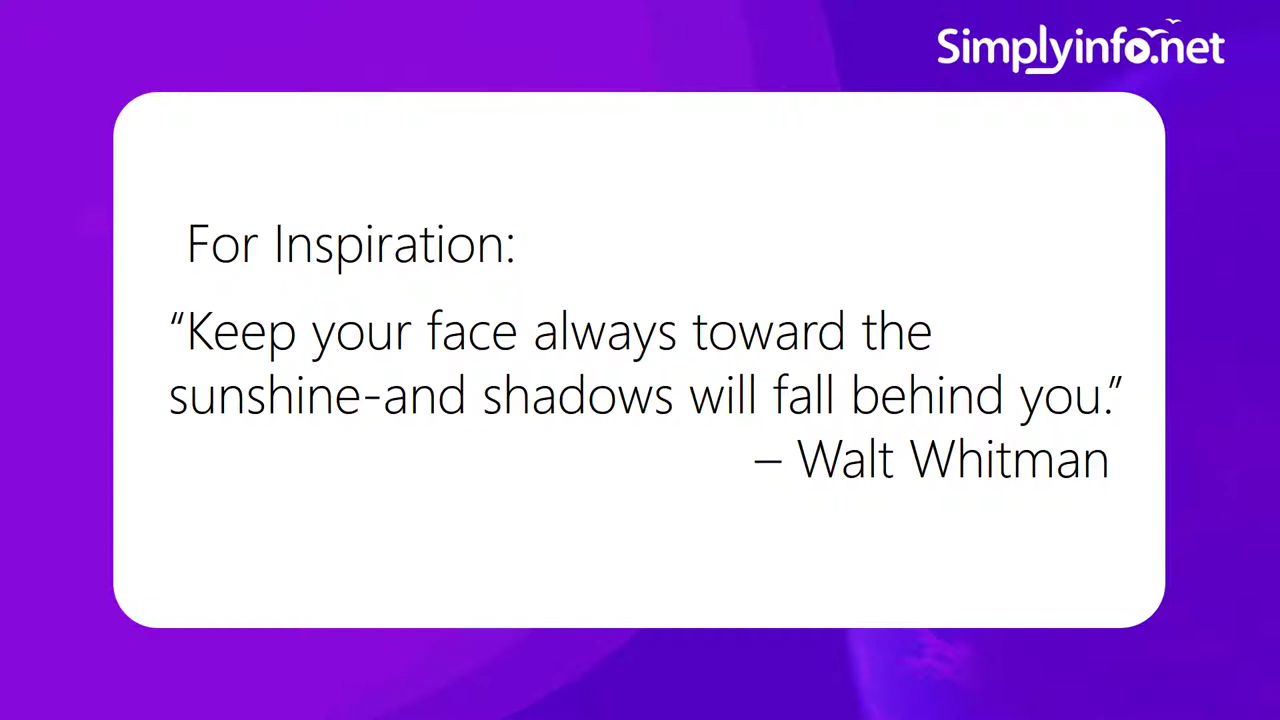 Simplyinfo.net
For Inspiration:
“Keep your face always toward the
sunshine-and shadows will fall behind you.”
– Walt Whitman